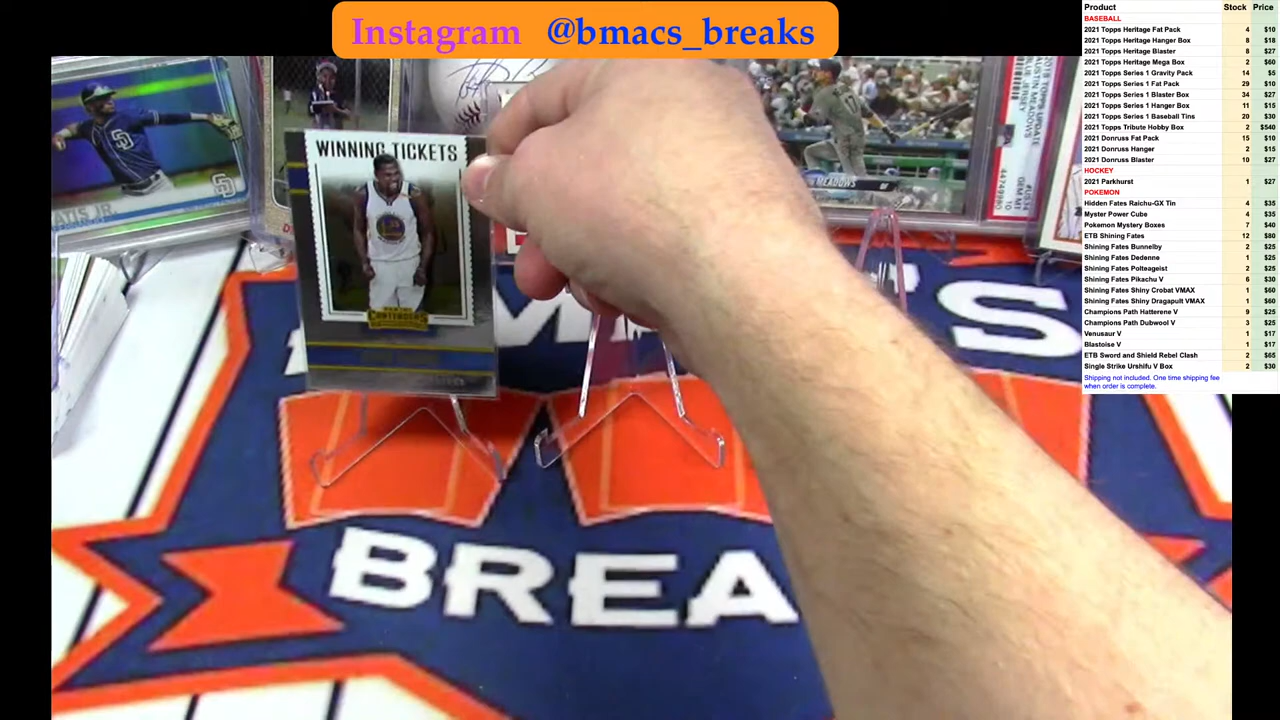 Instagram @bmacs_breaks
Product Stock Price
BASEBALL
2021 Topps Heritage Fat Pack 4 $10
2021 Topps Heritage Hanger Box 8 $18
2021 Topps Heritage Blaster 8 $27
2021 Topps Heritage Mega Box 2 $60
2021 Topps Series 1 Gravity Pack 14 $5
2021 Topps Series 1 Fat Pack 29 $10
2021 Topps Series 1 Blaster Box 34 $27
2021 Topps Series 1 Hanger Box 11 $15
2021 Topps Series 1 Baseball Tins 20 $30
2021 Topps Tribute Hobby Box 2 $540
2021 Donruss Fat Pack 15 $10
2021 Donruss Hanger 2 $15
2021 Donruss Blaster 10 $27
HOCKEY
2021 Parkhurst 1 $27
POKEMON
Hidden Fates Raichu-GX Tin 4 $35
Myster Power Cube 4 $35
Pokemon Mystery Boxes 7 $40
ETB Shining Fates 12 $80
Shining Fates Bunnelby 2 $25
Shining Fates Dedenne 1 $25
Shining Fates Polteageist 2 $25
Shining Fates Pikachu V 6 $30
Shining Fates Shiny Crobat VMAX 1 $60
Shining Fates Shiny Dragapult VMAX 1 $60
Champions Path Hatterene V 9 $25
Champions Path Dubwool V 3 $25
Venusaur V 1 $17
Blastoise V 1 $17
ETB Sword and Shield Rebel Clash 2 $65
Single Strike Urshifu V Box 2 $30
Shipping not included. One time shipping fee
when order is complete.
WINNING TICKETS
CONTENDERS
MEADOWS
SD
BREA